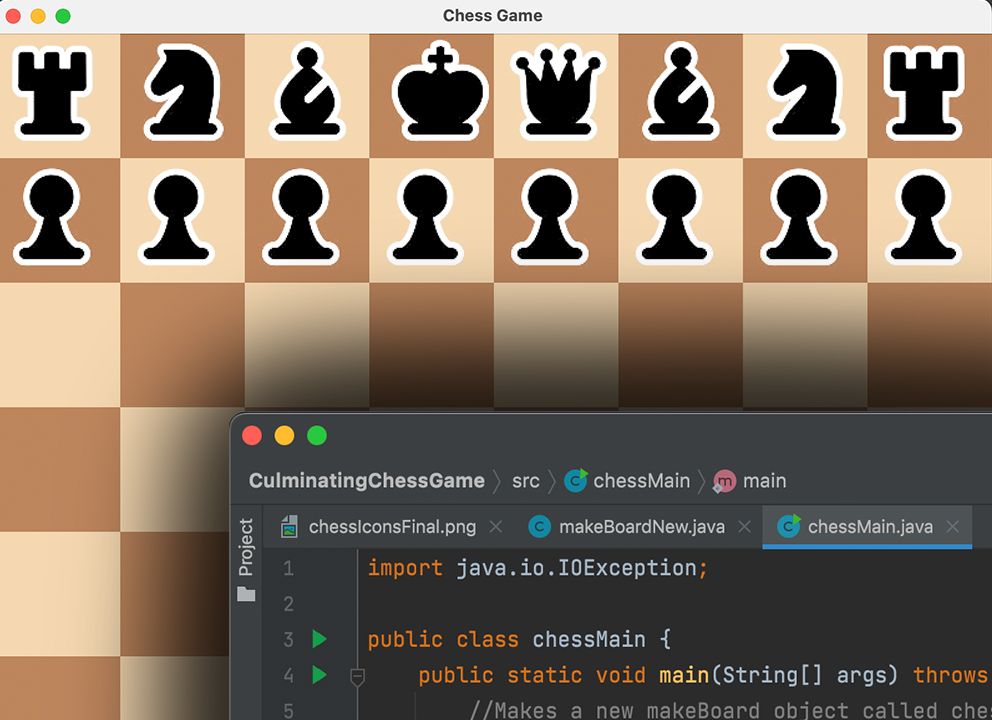 Chess Game
CulminatingChessGame src chessMain main
chessIconsFinal.png makeBoardNew.java chessMain.java
Project
1 import java.io.IOException;
2
3 public class chessMain {
4 public static void main(String[] args) throws
5 //Makes a new makeBoard object called ches